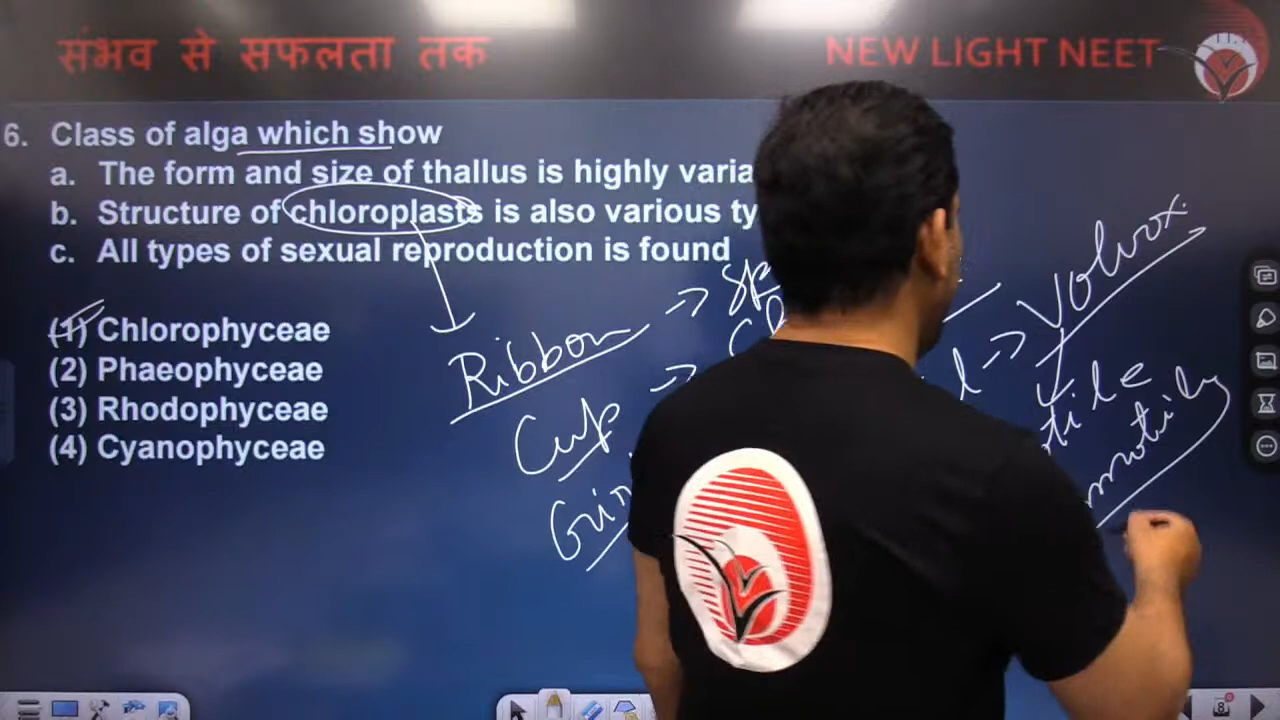 संभव से सफलता तक
NEW LIGHT NEET
6. Class of alga which show
a. The form and size of thallus is highly
b. Structure of chloroplasts is also various
c. All types of sexual reproduction is found
(1) Chlorophyceae
(2) Phaeophyceae
(3) Rhodophyceae
(4) Cyanophyceae
Ribbon →
Cup →
→ Volvox
8